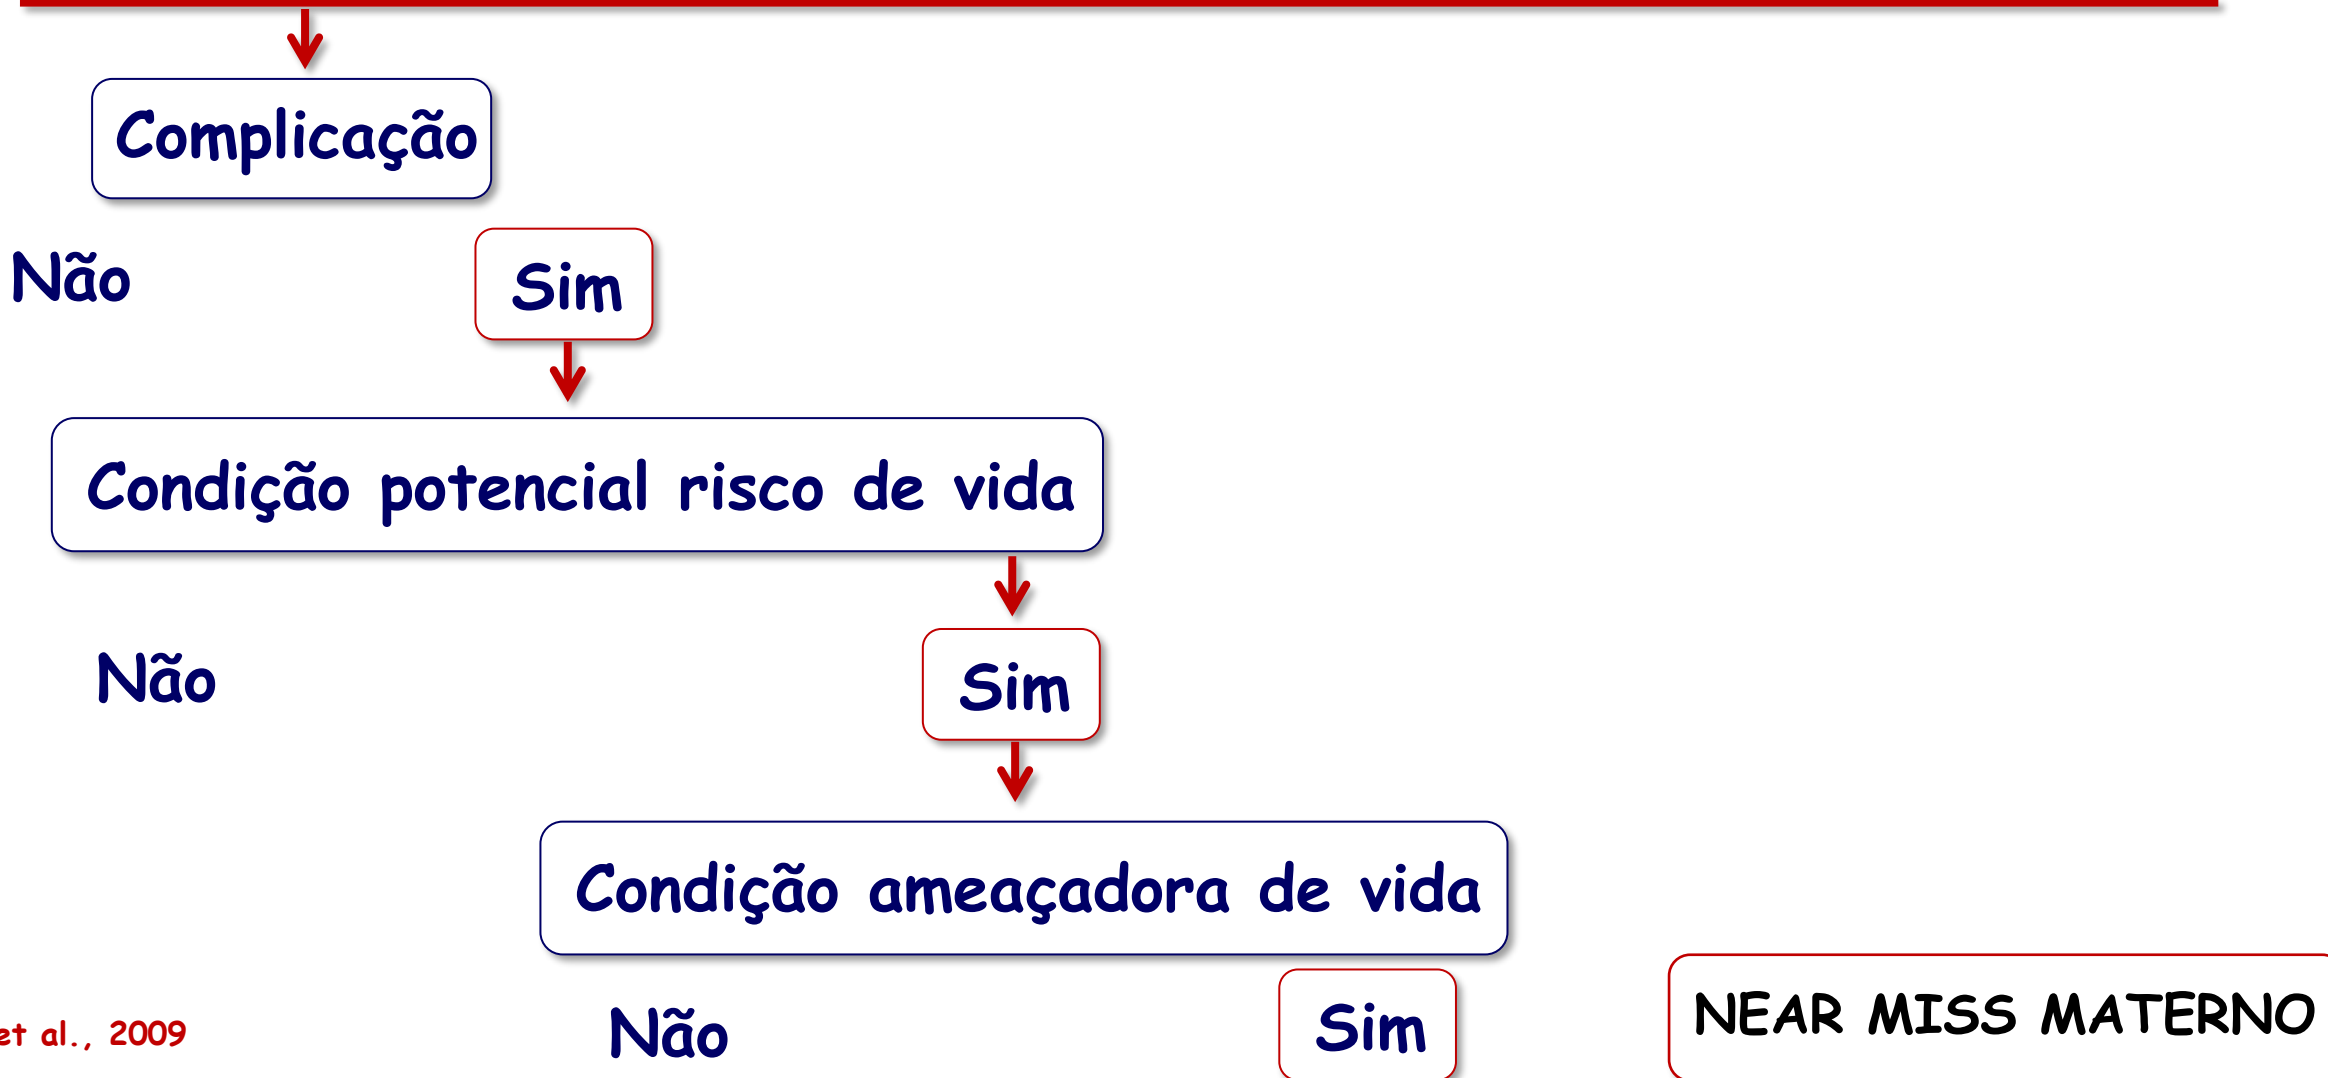 Complicação
Não
Sim
Condição potencial risco de vida
Não
Sim
Condição ameaçadora de vida
Não
Sim
NEAR MISS MATERNO
et al., 2009